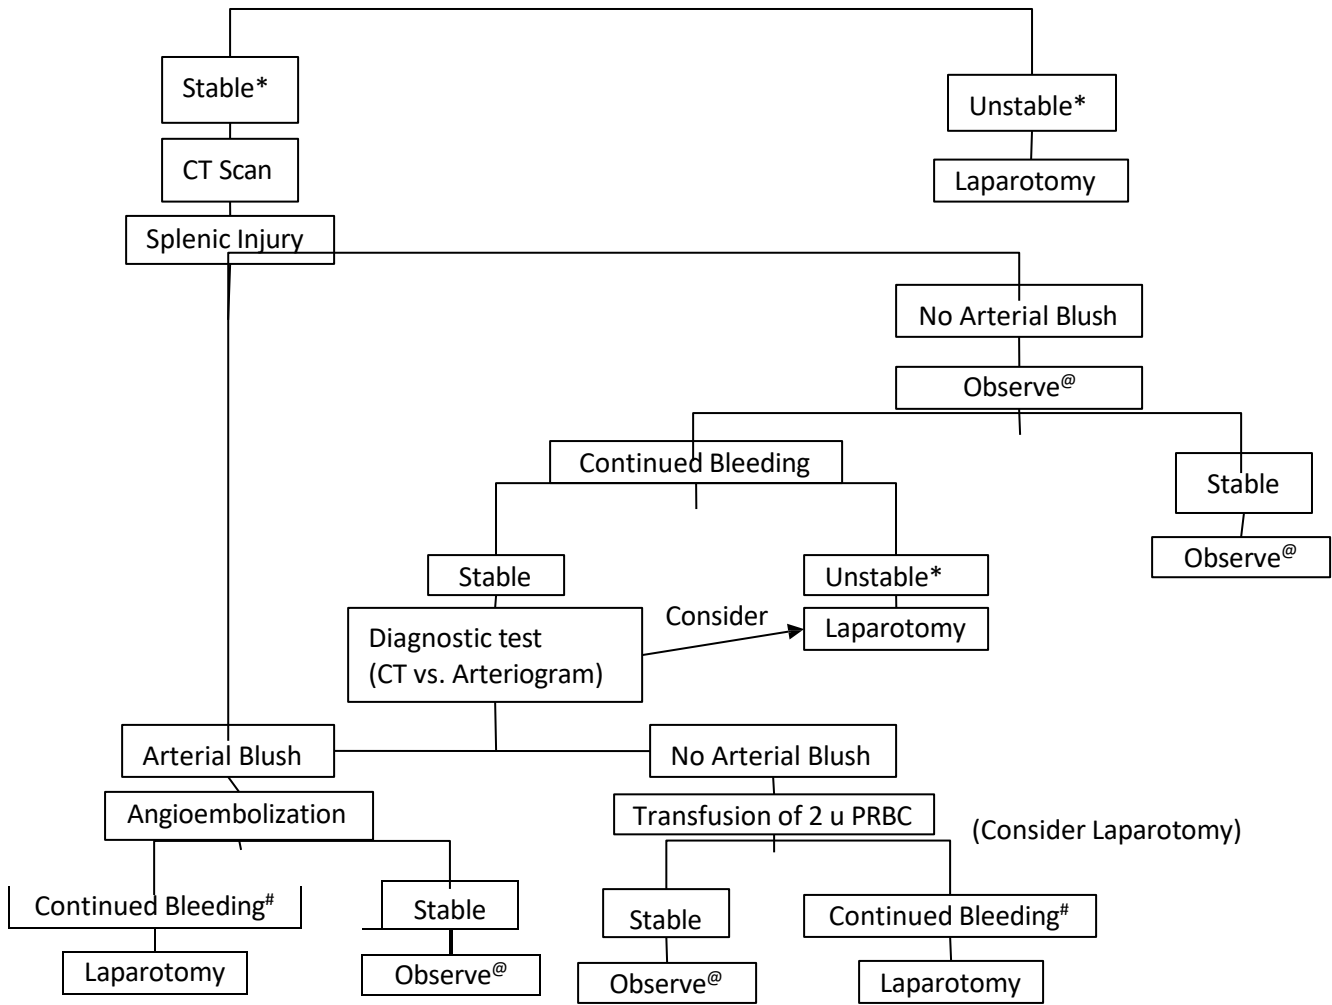 Stable*
Unstable*
CT Scan
Laparotomy
Splenic Injury
No Arterial Blush
Observe@
Continued Bleeding
Stable
Observe@
Stable
Unstable*
Consider
Laparotomy
Diagnostic test
(CT vs. Arteriogram)
Arterial Blush
No Arterial Blush
Angioembolization
Transfusion of 2 u PRBC
(Consider Laparotomy)
Continued Bleeding#
Stable
Stable
Continued Bleeding#
Laparotomy
Observe@
Observe@
Laparotomy